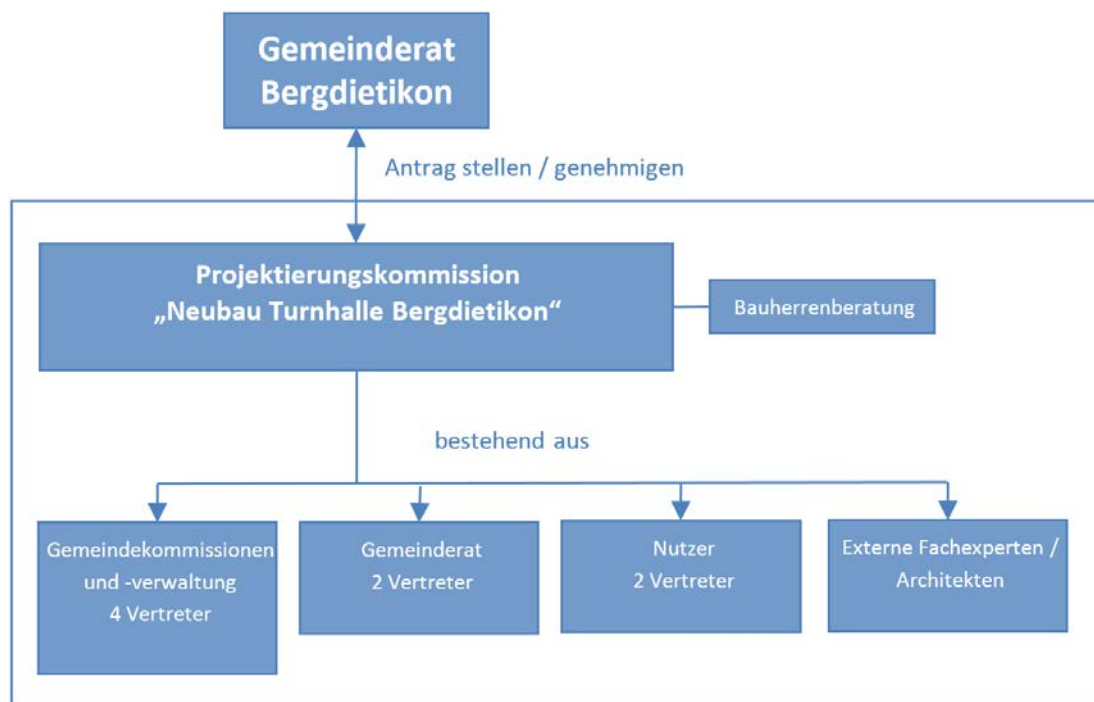 Gemeinderat
Bergdietikon
Antrag stellen / genehmigen
Projektierungskommission
„Neubau Turnhalle Bergdietikon“
Bauherrenberatung
bestehend aus
Gemeindekommissionen
und -verwaltung
4 Vertreter
Gemeinderat
2 Vertreter
Nutzer
2 Vertreter
Externe Fachexperten /
Architekten